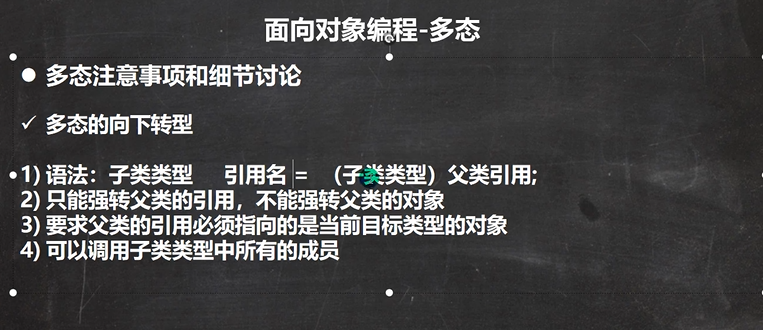 面向对象编程-多态
● 多态注意事项和细节讨论
✓ 多态的向下转型
1) 语法：子类类型 引用名 = （子类类型）父类引用;
2) 只能强转父类的引用，不能强转父类的对象
3) 要求父类的引用必须指向的是当前目标类型的对象
4) 可以调用子类类型中所有的成员